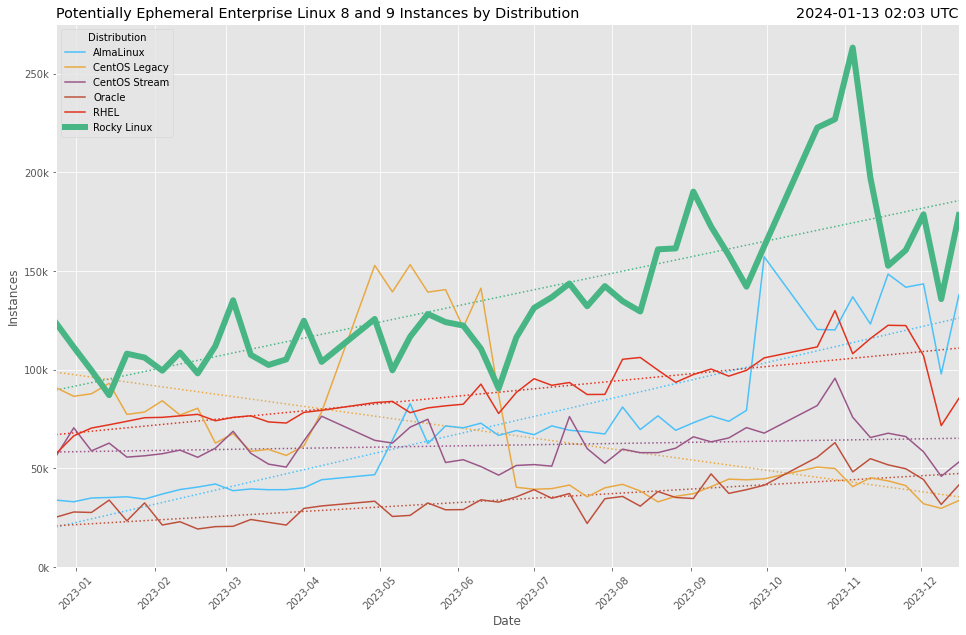 Potentially Ephemeral Enterprise Linux 8 and 9 Instances by Distribution
2024-01-13 02:03 UTC
Distribution
AlmaLinux
CentOS Legacy
CentOS Stream
Oracle
RHEL
Rocky Linux
250k
200k
150k
100k
50k
0k
Instances
2023-01
2023-02
2023-03
2023-04
2023-05
2023-06
2023-07
2023-08
2023-09
2023-10
2023-11
2023-12
Date